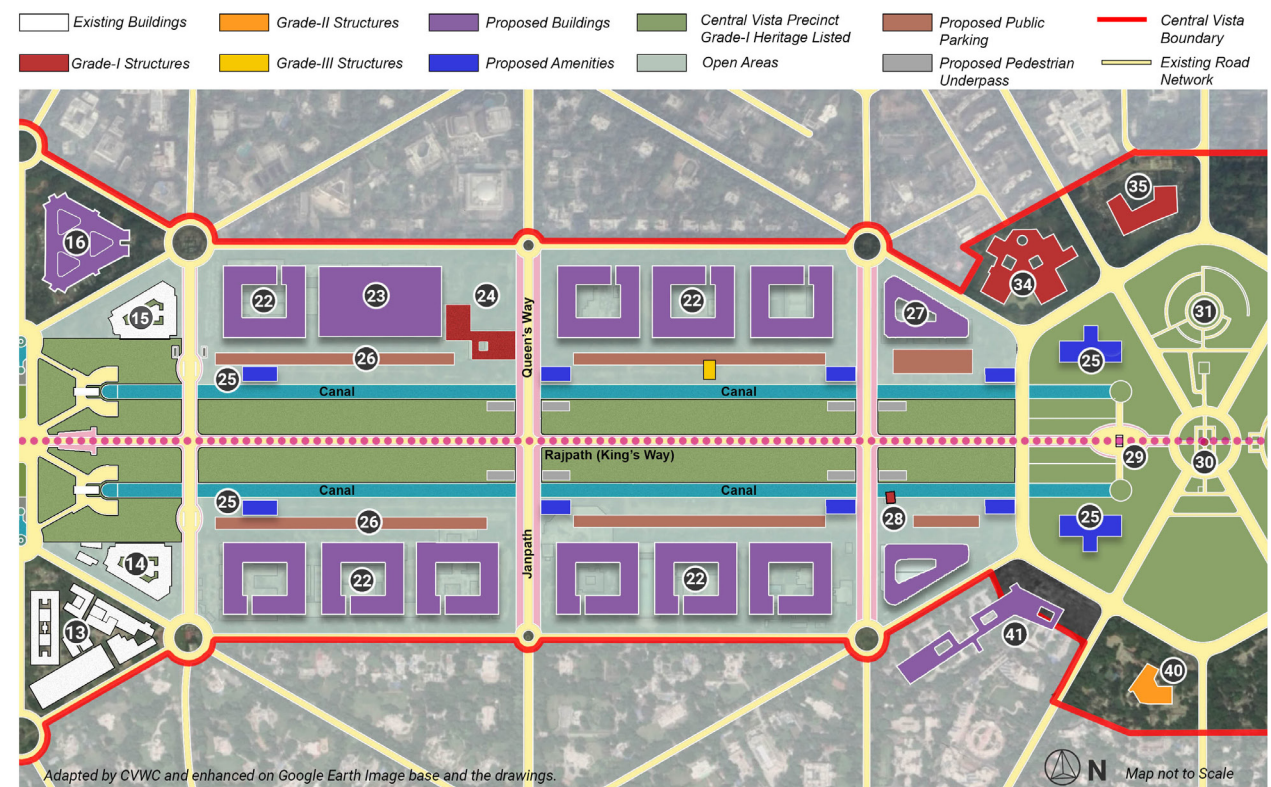 Existing Buildings
Grade-II Structures
Proposed Buildings
Central Vista Precinct
Grade-I Heritage Listed
Proposed Public
Parking
Central Vista
Boundary
Grade-I Structures
Grade-III Structures
Proposed Amenities
Open Areas
Proposed Pedestrian
Underpass
Existing Road
Network
35
16
34
24
22
23
22
15
27
31
Queen's Way
26
25
25
Canal
Canal
29
30
Rajpath (King's Way)
25
Canal
Canal
26
28
25
Janpath
14
22
22
13
41
40
Adapted by CVWC and enhanced on Google Earth Image base and the drawings.
N
Map not to Scale